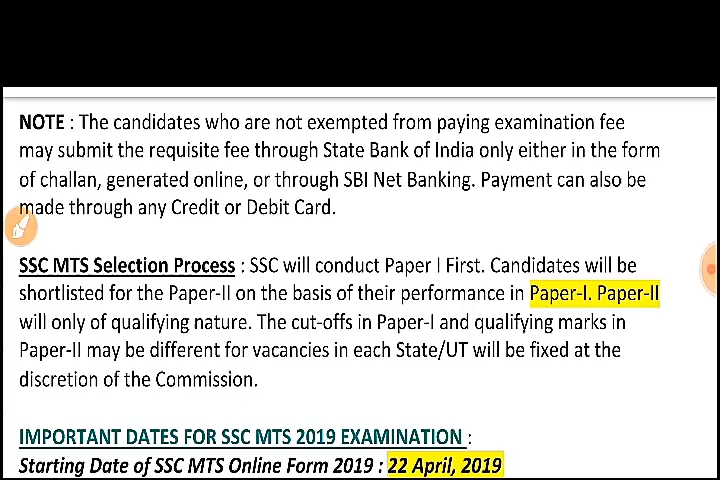 NOTE : The candidates who are not exempted from paying examination fee
may submit the requisite fee through State Bank of India only either in the form
of challan, generated online, or through SBI Net Banking. Payment can also be
made through any Credit or Debit Card.
SSC MTS Selection Process : SSC will conduct Paper I First. Candidates will be
shortlisted for the Paper-II on the basis of their performance in Paper-I. Paper-II
will only of qualifying nature. The cut-offs in Paper-I and qualifying marks in
Paper-II may be different for vacancies in each State/UT will be fixed at the
discretion of the Commission.
IMPORTANT DATES FOR SSC MTS 2019 EXAMINATION :
Starting Date of SSC MTS Online Form 2019 : 22 April, 2019